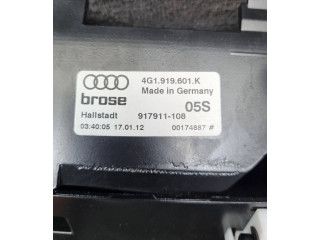 4G1.919.601.K
Made in Germany
brose 05S
Hallstadt 917911-108
03:40:05 17.01.12 00174887 #